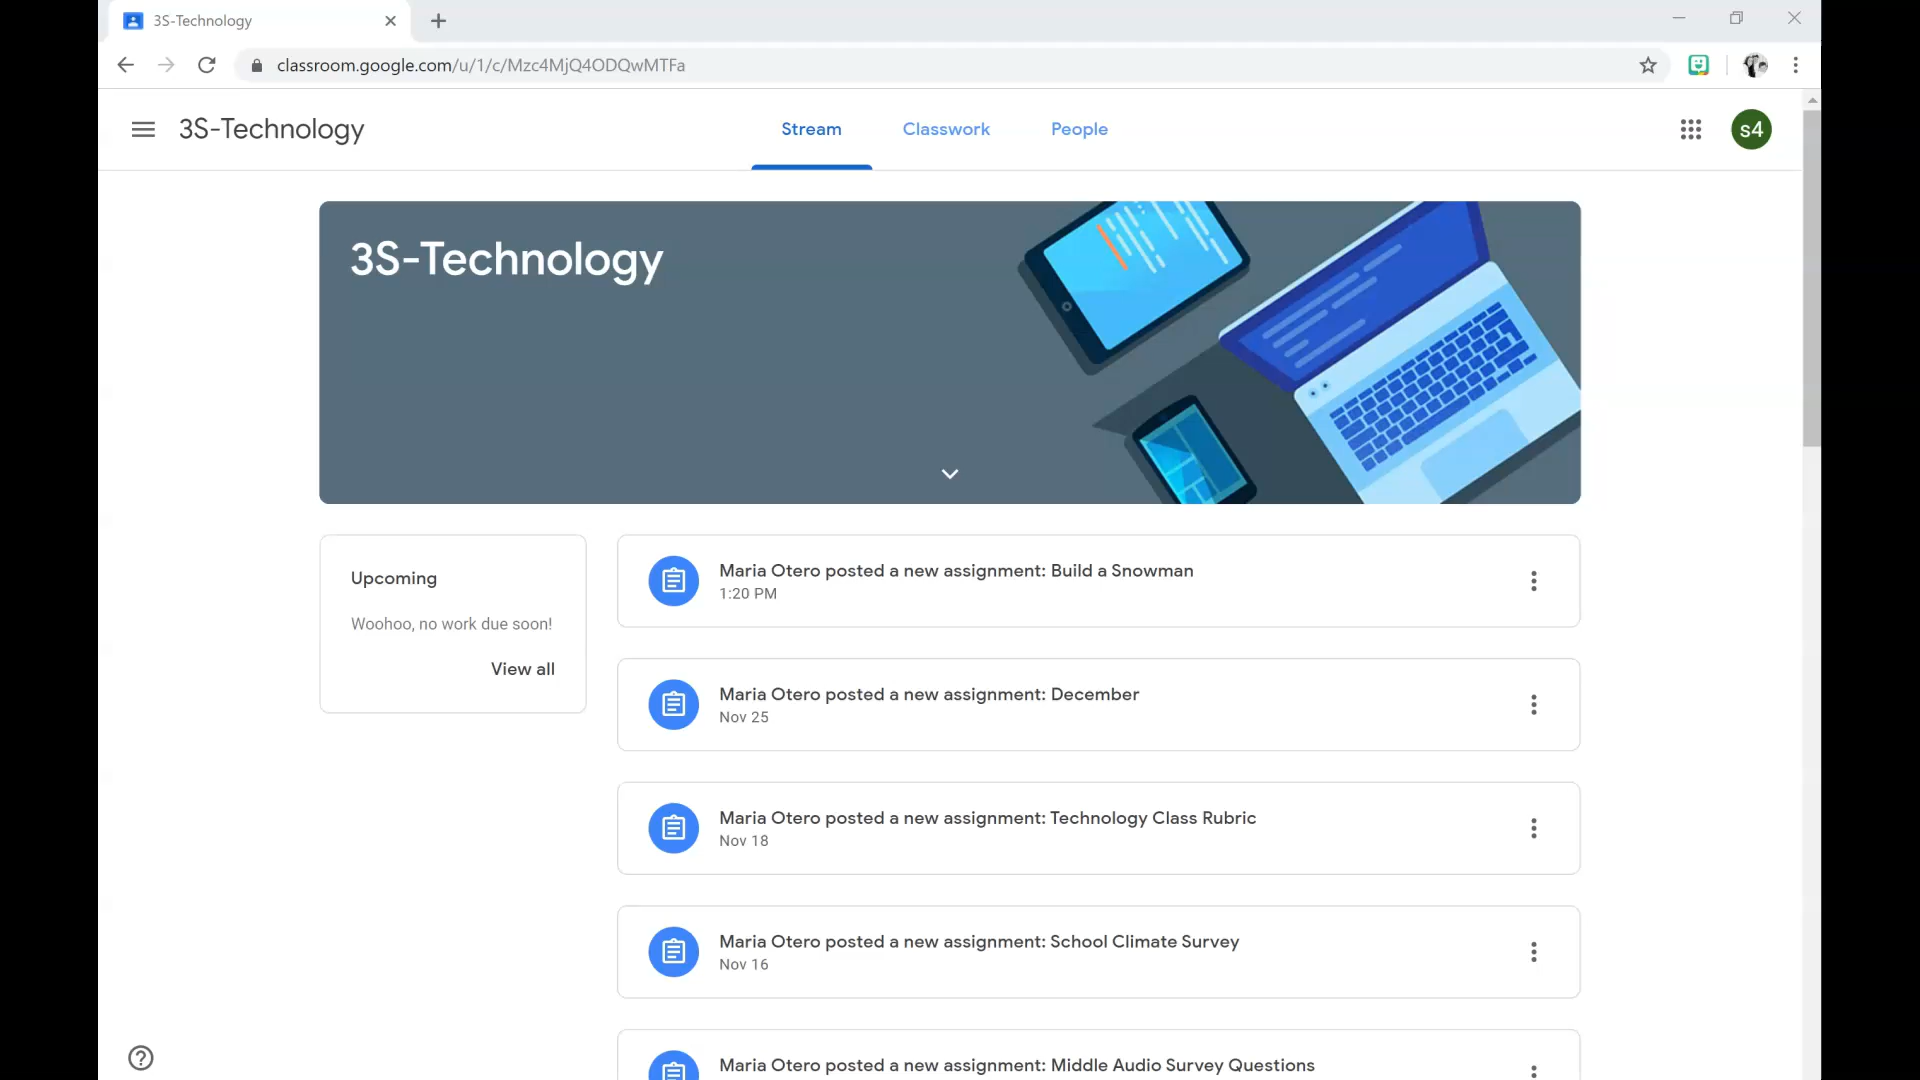 3S-Technology
classroom.google.com/u/1/c/Mzc4MjQ4ODQwMTFa
3S-Technology
Stream
Classwork
People
s4
3S-Technology
Upcoming
Woohoo, no work due soon!
View all
Maria Otero posted a new assignment: Build a Snowman
1:20 PM
Maria Otero posted a new assignment: December
Nov 25
Maria Otero posted a new assignment: Technology Class Rubric
Nov 18
Maria Otero posted a new assignment: School Climate Survey
Nov 16
Maria Otero posted a new assignment: Middle Audio Survey Questions